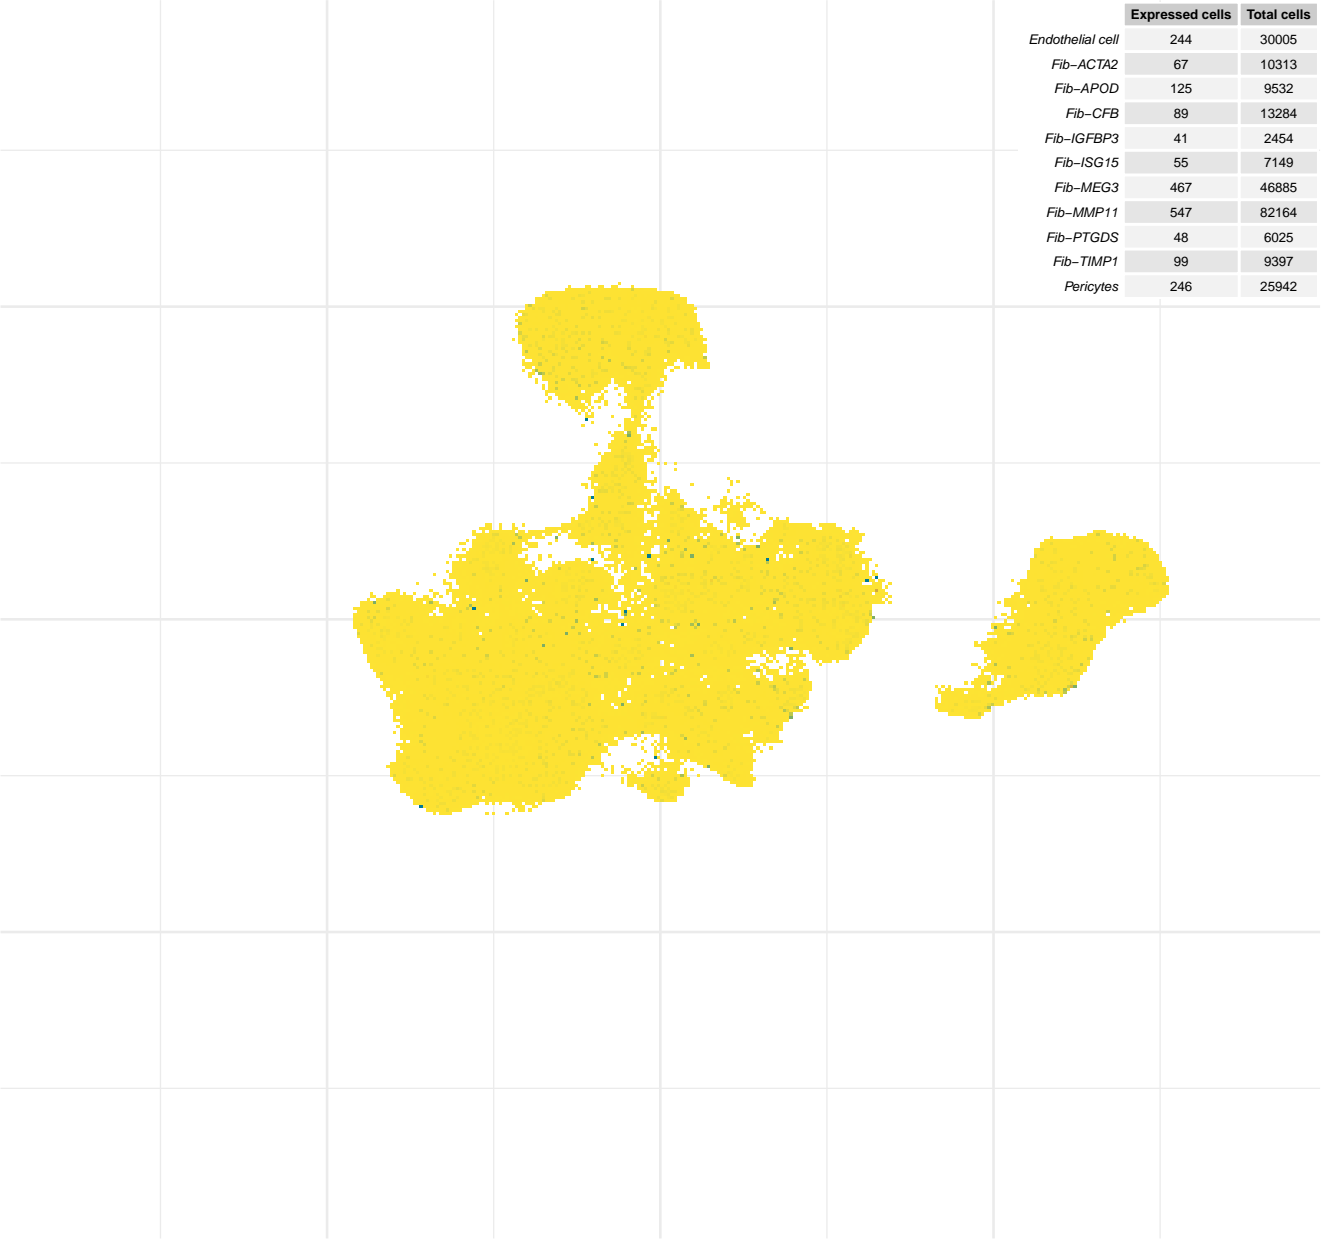 Expressed cells Total cells
Endothelial cell 244 30005
Fib−ACTA2 67 10313
Fib−APOD 125 9532
Fib−CFB 89 13284
Fib−IGFBP3 41 2454
Fib−ISG15 55 7149
Fib−MEG3 467 46885
Fib−MMP11 547 82164
Fib−PTGDS 48 6025
Fib−TIMP1 99 9397
Pericytes 246 25942